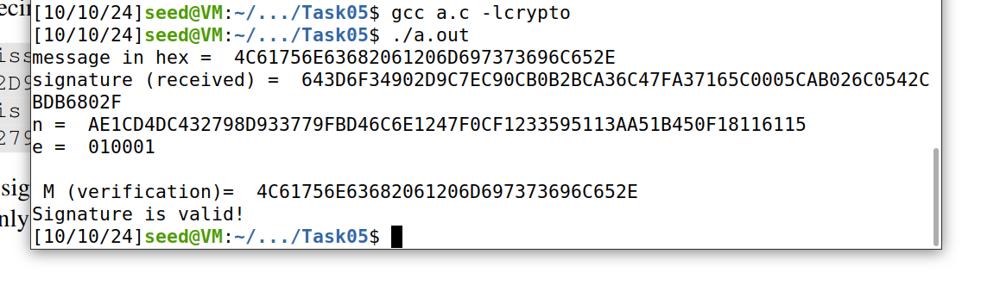 ecin
[10/10/24]seed@VM:~/.../Task05$ gcc a.c -lcrypto
[10/10/24]seed@VM:~/.../Task05$ ./a.out
iss
message in hex =  4C61756E63682061206D697373696C652E
2D9
signature (received) =  643D6F34902D9C7EC90CB0B2BCA36C47FA37165C0005CAB026C0542C
BDB6802F
is
n =  AE1CD4DC432798D933779FBD46C6E1247F0CF1233595113AA51B450F18116115
279
e =  010001
sig
 M (verification)=  4C61756E63682061206D697373696C652E
nly
Signature is valid!
[10/10/24]seed@VM:~/.../Task05$